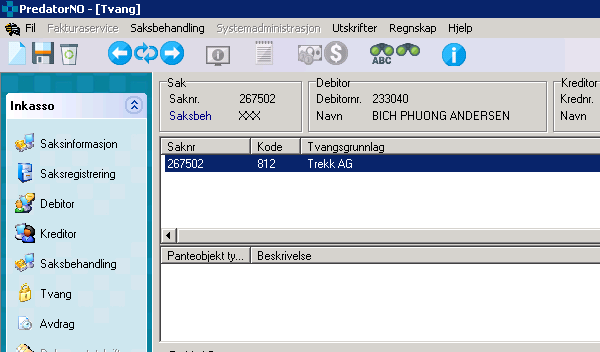 PredatorNO - [Tvang]
Fil Fakturaservice Saksbehandling Systemadministrasjon Utskrifter Regnskap Hjelp
ABC
Inkasso
Saksinformasjon
Saksregistrering
Debitor
Kreditor
Saksbehandling
Tvang
Avdrag
Sak
Saknr. 267502
Saksbeh XXX
Debitor
Debitornr. 233040
Navn BICH PHUONG ANDERSEN
Kreditor
Krednr.
Navn
Saknr Kode Tvangsgrunnlag
267502 812 Trekk AG
Panteobjekt ty... Beskrivelse